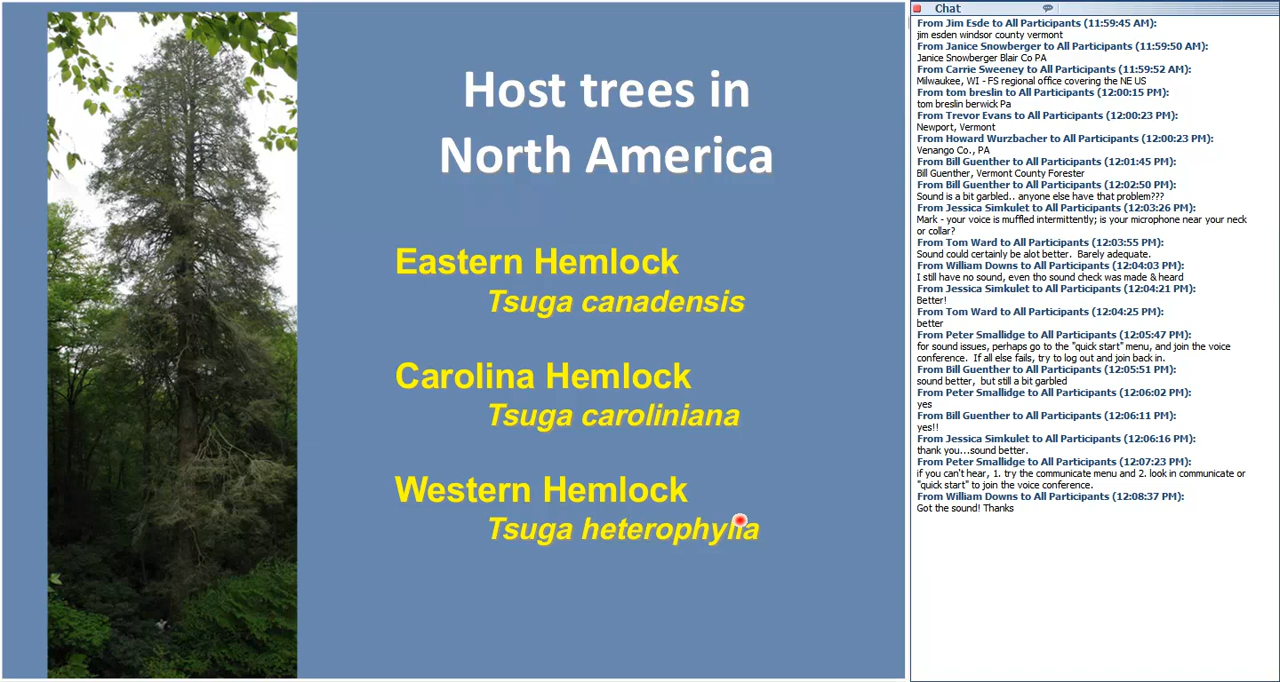 Host trees in
North America
Eastern Hemlock
Tsuga canadensis
Carolina Hemlock
Tsuga caroliniana
Western Hemlock
Tsuga heterophylla
Chat
From Jim Esde to All Participants (11:59:45 AM):
jim esden windsor county vermont
From Janice Snowberger to All Participants (11:59:50 AM):
Janice Snowberger Blair Co PA
From Carrie Sweeney to All Participants (11:59:52 AM):
Milwaukee, WI - FS regional office covering the NE US
From tom breslin to All Participants (12:00:15 PM):
tom breslin berwick Pa
From Trevor Evans to All Participants (12:00:23 PM):
Newport, Vermont
From Howard Wurzbacher to All Participants (12:00:23 PM):
Venango Co., PA
From Bill Guenther to All Participants (12:01:45 PM):
Bill Guenther, Vermont County Forester
From Bill Guenther to All Participants (12:02:50 PM):
Sound is a bit garbled.. anyone else have that problem???
From Jessica Simkulet to All Participants (12:03:26 PM):
Mark - your voice is muffled intermittently; is your microphone near your neck
or collar?
From Tom Ward to All Participants (12:03:55 PM):
Sound could certainly be alot better.  Barely adequate.
From William Downs to All Participants (12:04:03 PM):
I still have no sound, even tho sound check was made & heard
From Jessica Simkulet to All Participants (12:04:21 PM):
Better!
From Tom Ward to All Participants (12:04:25 PM):
better
From Peter Smallidge to All Participants (12:05:47 PM):
for sound issues, perhaps go to the "quick start" menu, and join the voice
conference.  If all else fails, try to log out and join back in.
From Bill Guenther to All Participants (12:05:51 PM):
sound better,  but still a bit garbled
From Peter Smallidge to All Participants (12:06:02 PM):
yes
From Bill Guenther to All Participants (12:06:11 PM):
yes!!
From Jessica Simkulet to All Participants (12:06:16 PM):
thank you...sound better.
From Peter Smallidge to All Participants (12:07:23 PM):
if you can't hear, 1. try the communicate menu and 2. look in communicate or
"quick start" to join the voice conference.
From William Downs to All Participants (12:08:37 PM):
Got the sound! Thanks